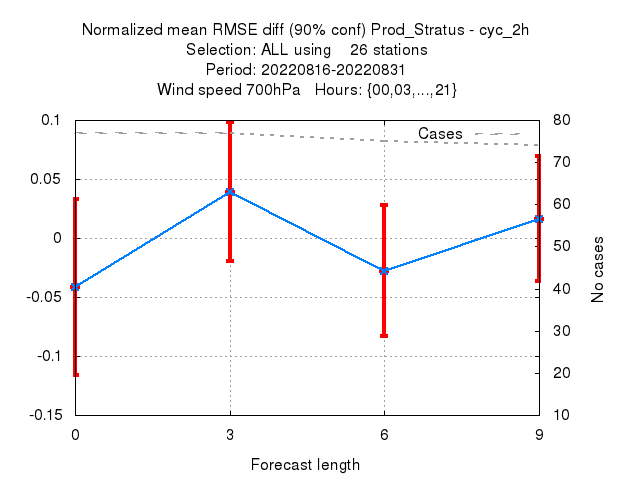 Normalized mean RMSE diff (90% conf) Prod_Stratus - cyc_2h
Selection: ALL using    26 stations
Period: 20220816-20220831
Wind speed 700hPa   Hours: {00,03,...,21}
Cases
0.1
0.05
0
-0.05
-0.1
-0.15
80
70
60
50
40
30
20
10
No cases
0 3 6 9
Forecast length